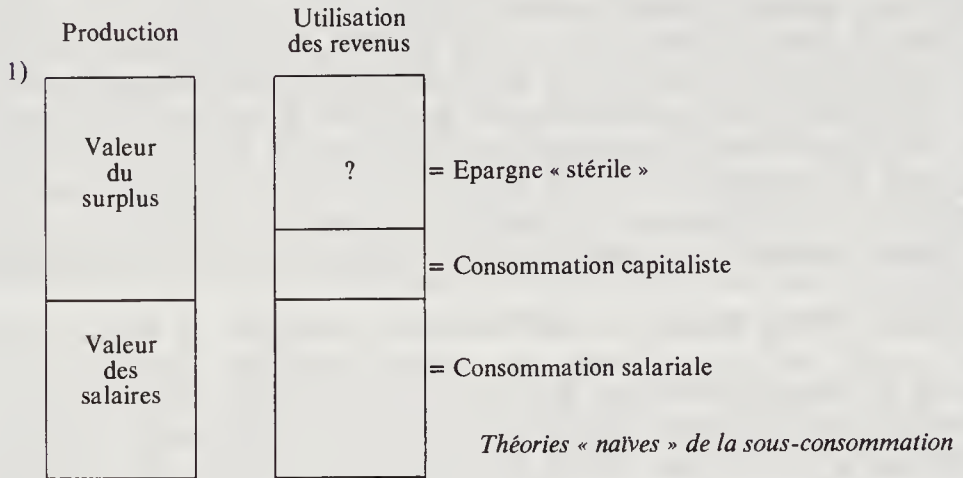 Production
Utilisation
des revenus
1)
Valeur
du
surplus
?
= Epargne « stérile »
= Consommation capitaliste
Valeur
des
salaires
= Consommation salariale
Théories « naïves » de la sous-consommation